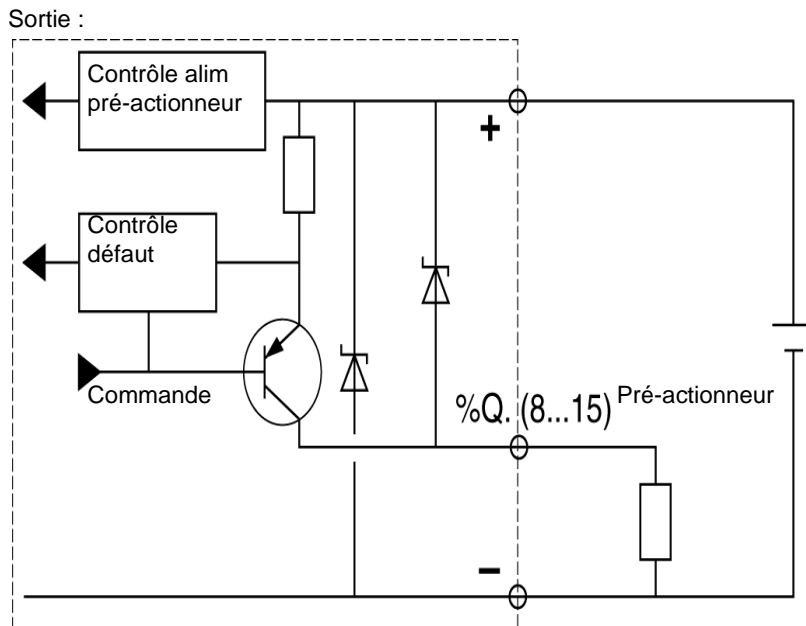 Sortie :
Contrôle alim
pré-actionneur
+
Contrôle
défaut
Commande
%Q. (8...15)
Pré-actionneur
–